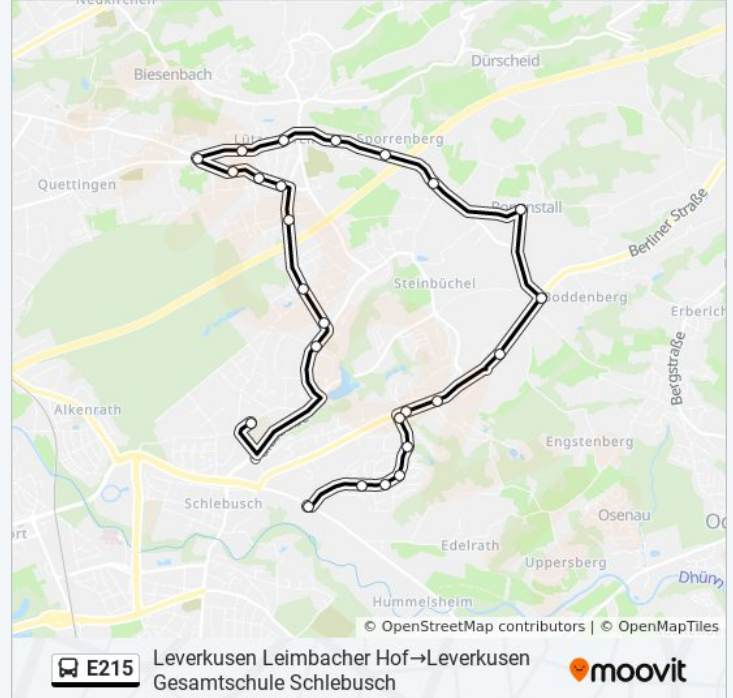 Neukirchen
Dürscheid
Biesenbach
Sporrenberg
Quettingen
Berliner Straße
Steinbüchel
Boddenberg
Erberich
Bergstraße
Alkenrath
Engstenberg
Schlebusch
Osenau
Edelrath
Uppersberg
Hummelsheim
© OpenStreetMap contributors | © OpenMapTiles
E215
Leverkusen Leimbacher Hof→Leverkusen
Gesamtschule Schlebusch
moovit